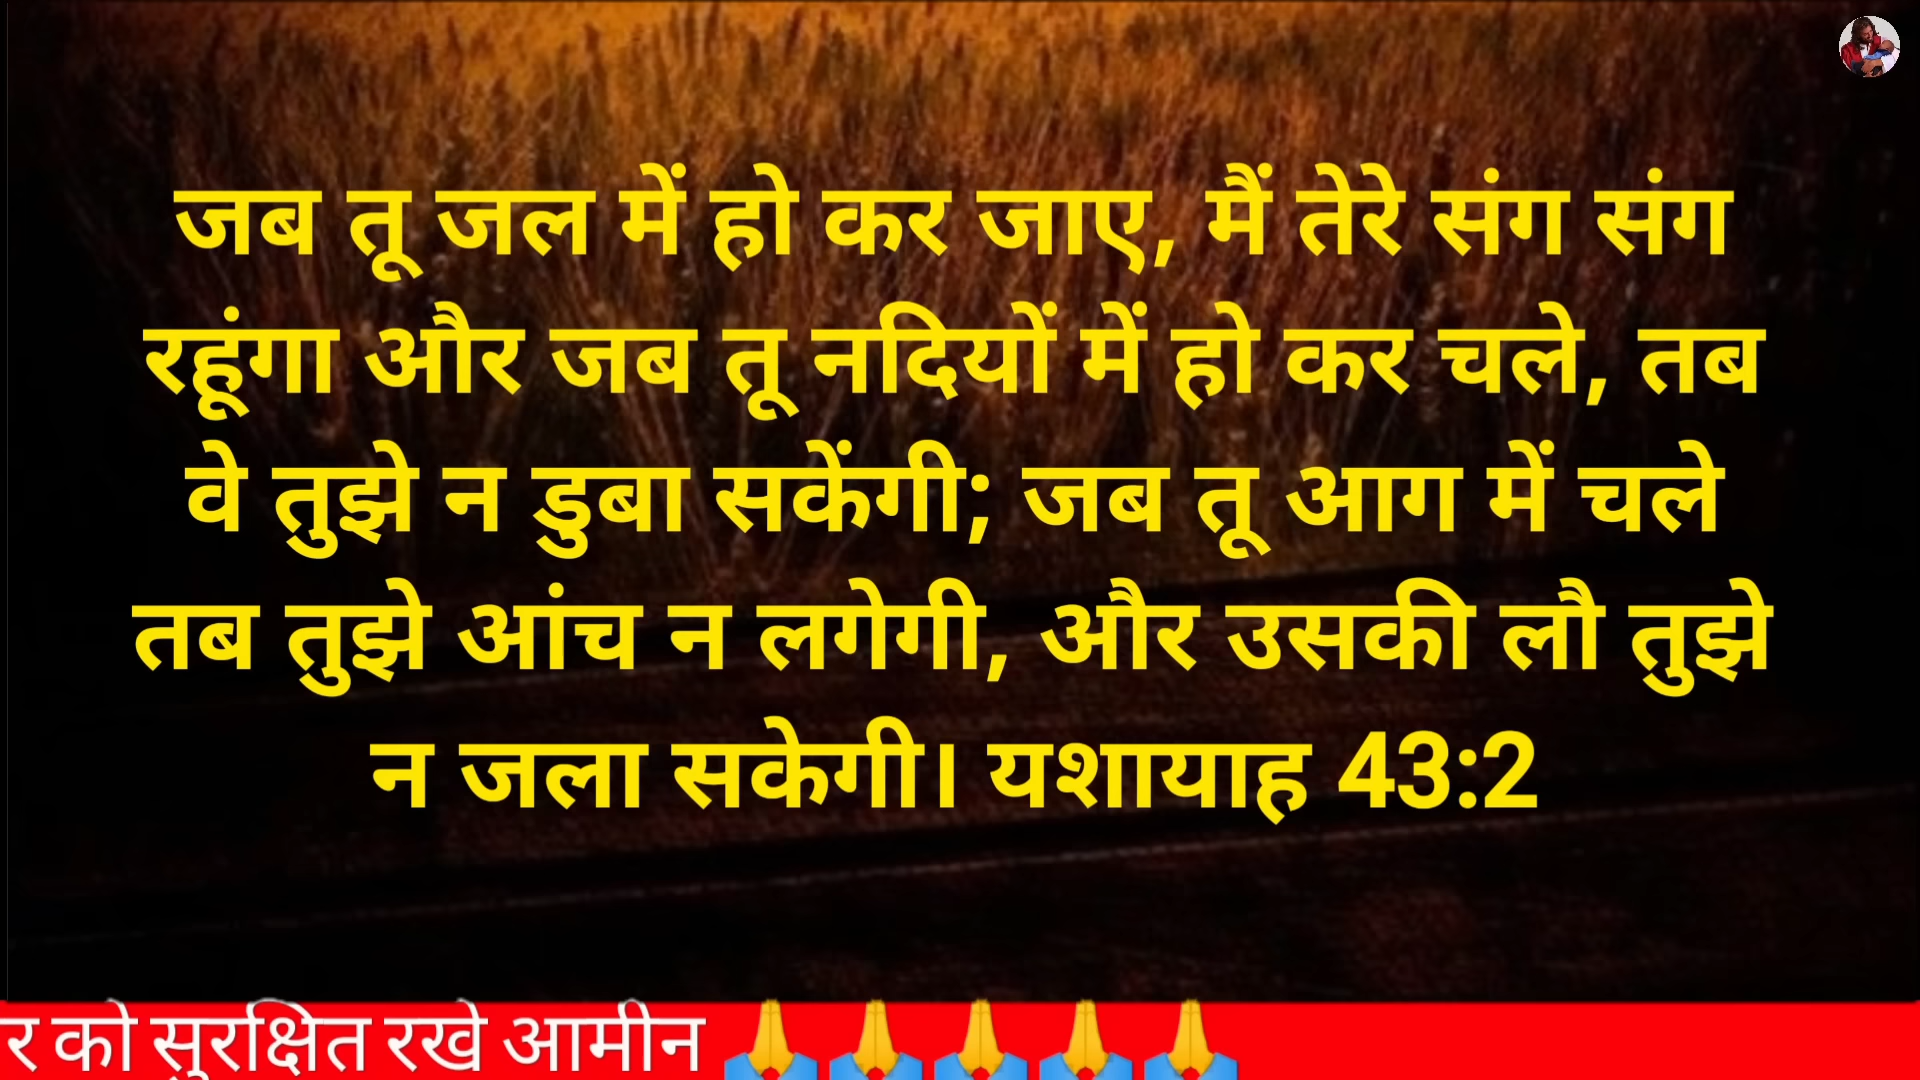 जब तू जल में हो कर जाए, मैं तेरे संग संग
रहूंगा और जब तू नदियों में हो कर चले, तब
वे तुझे न डुबा सकेंगी; जब तू आग में चले
तब तुझे आंच न लगेगी, और उसकी लौ तुझे
न जला सकेगी। यशायाह 43:2
र को सुरक्षित रखे आमीन 🙏🙏🙏🙏🙏